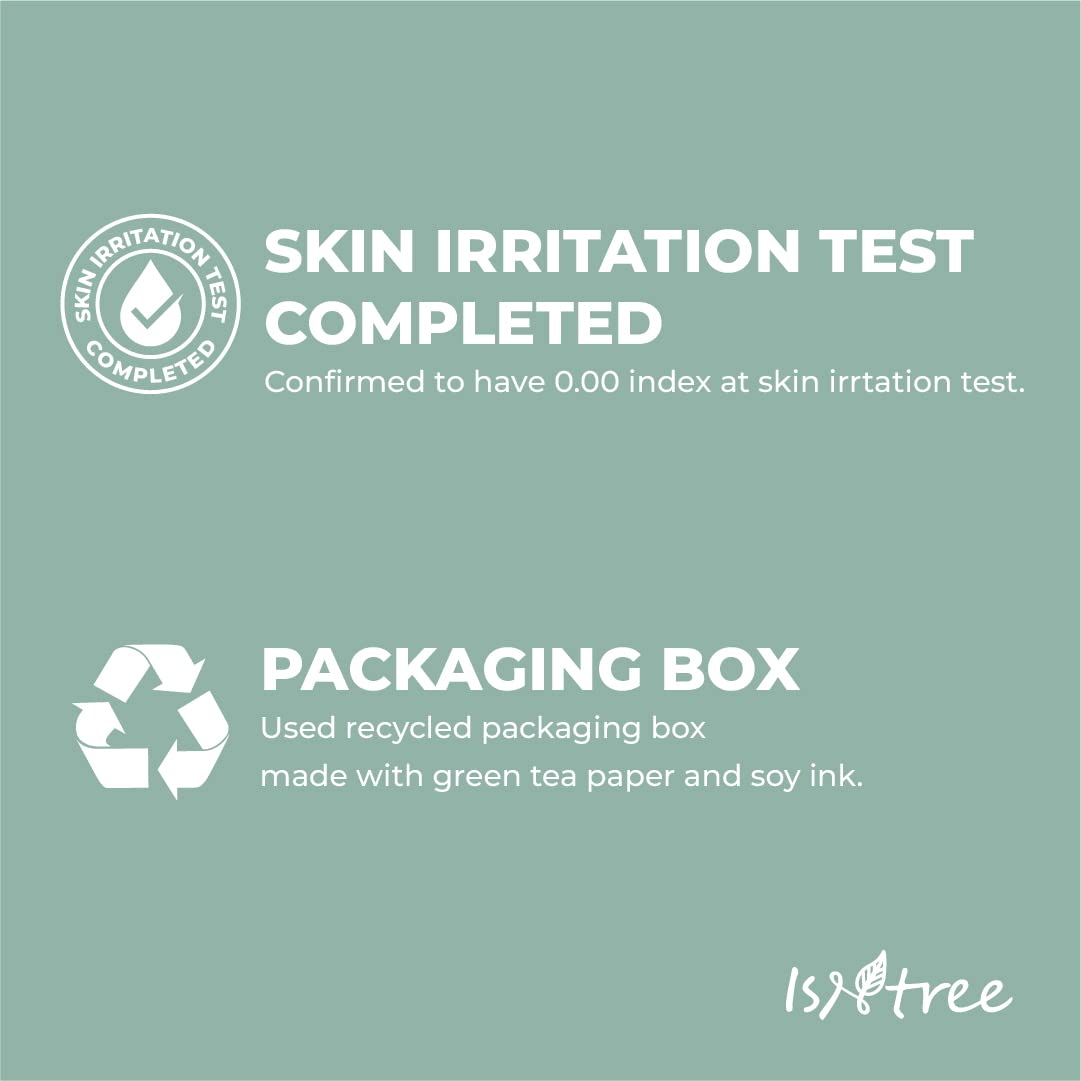 SKIN IRRITATION TEST
COMPLETED
SKIN IRRITATION TEST
COMPLETED
Confirmed to have 0.00 index at skin irrtation test.
PACKAGING BOX
Used recycled packaging box
made with green tea paper and soy ink.
Isntree